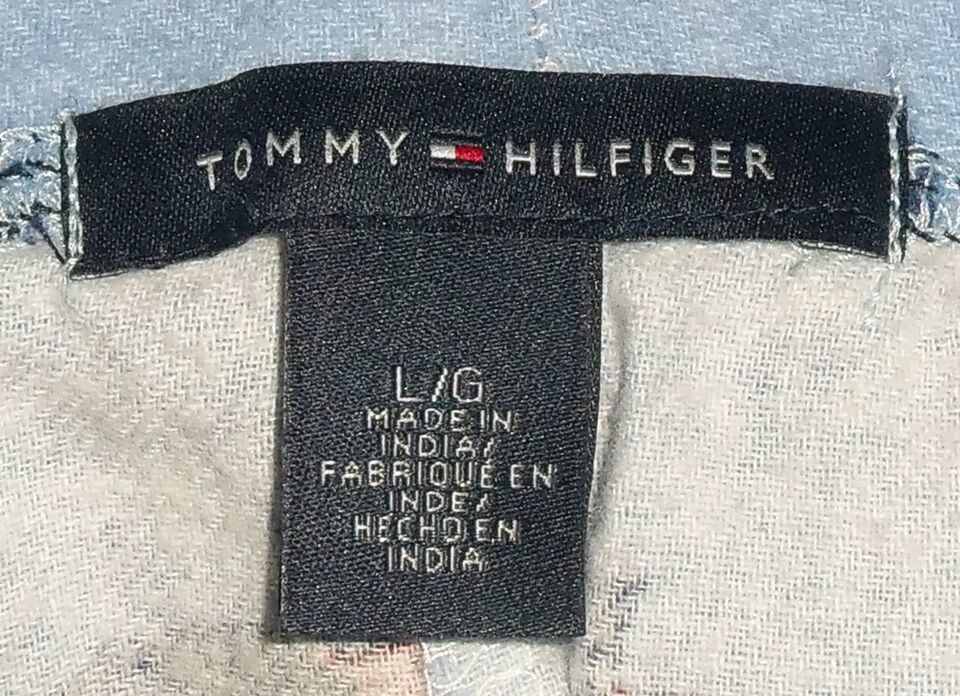 TOMMY HILFIGER
L/G
MADE IN
INDIA/
FABRIQUÉ EN
INDE/
HECHO EN
INDIA